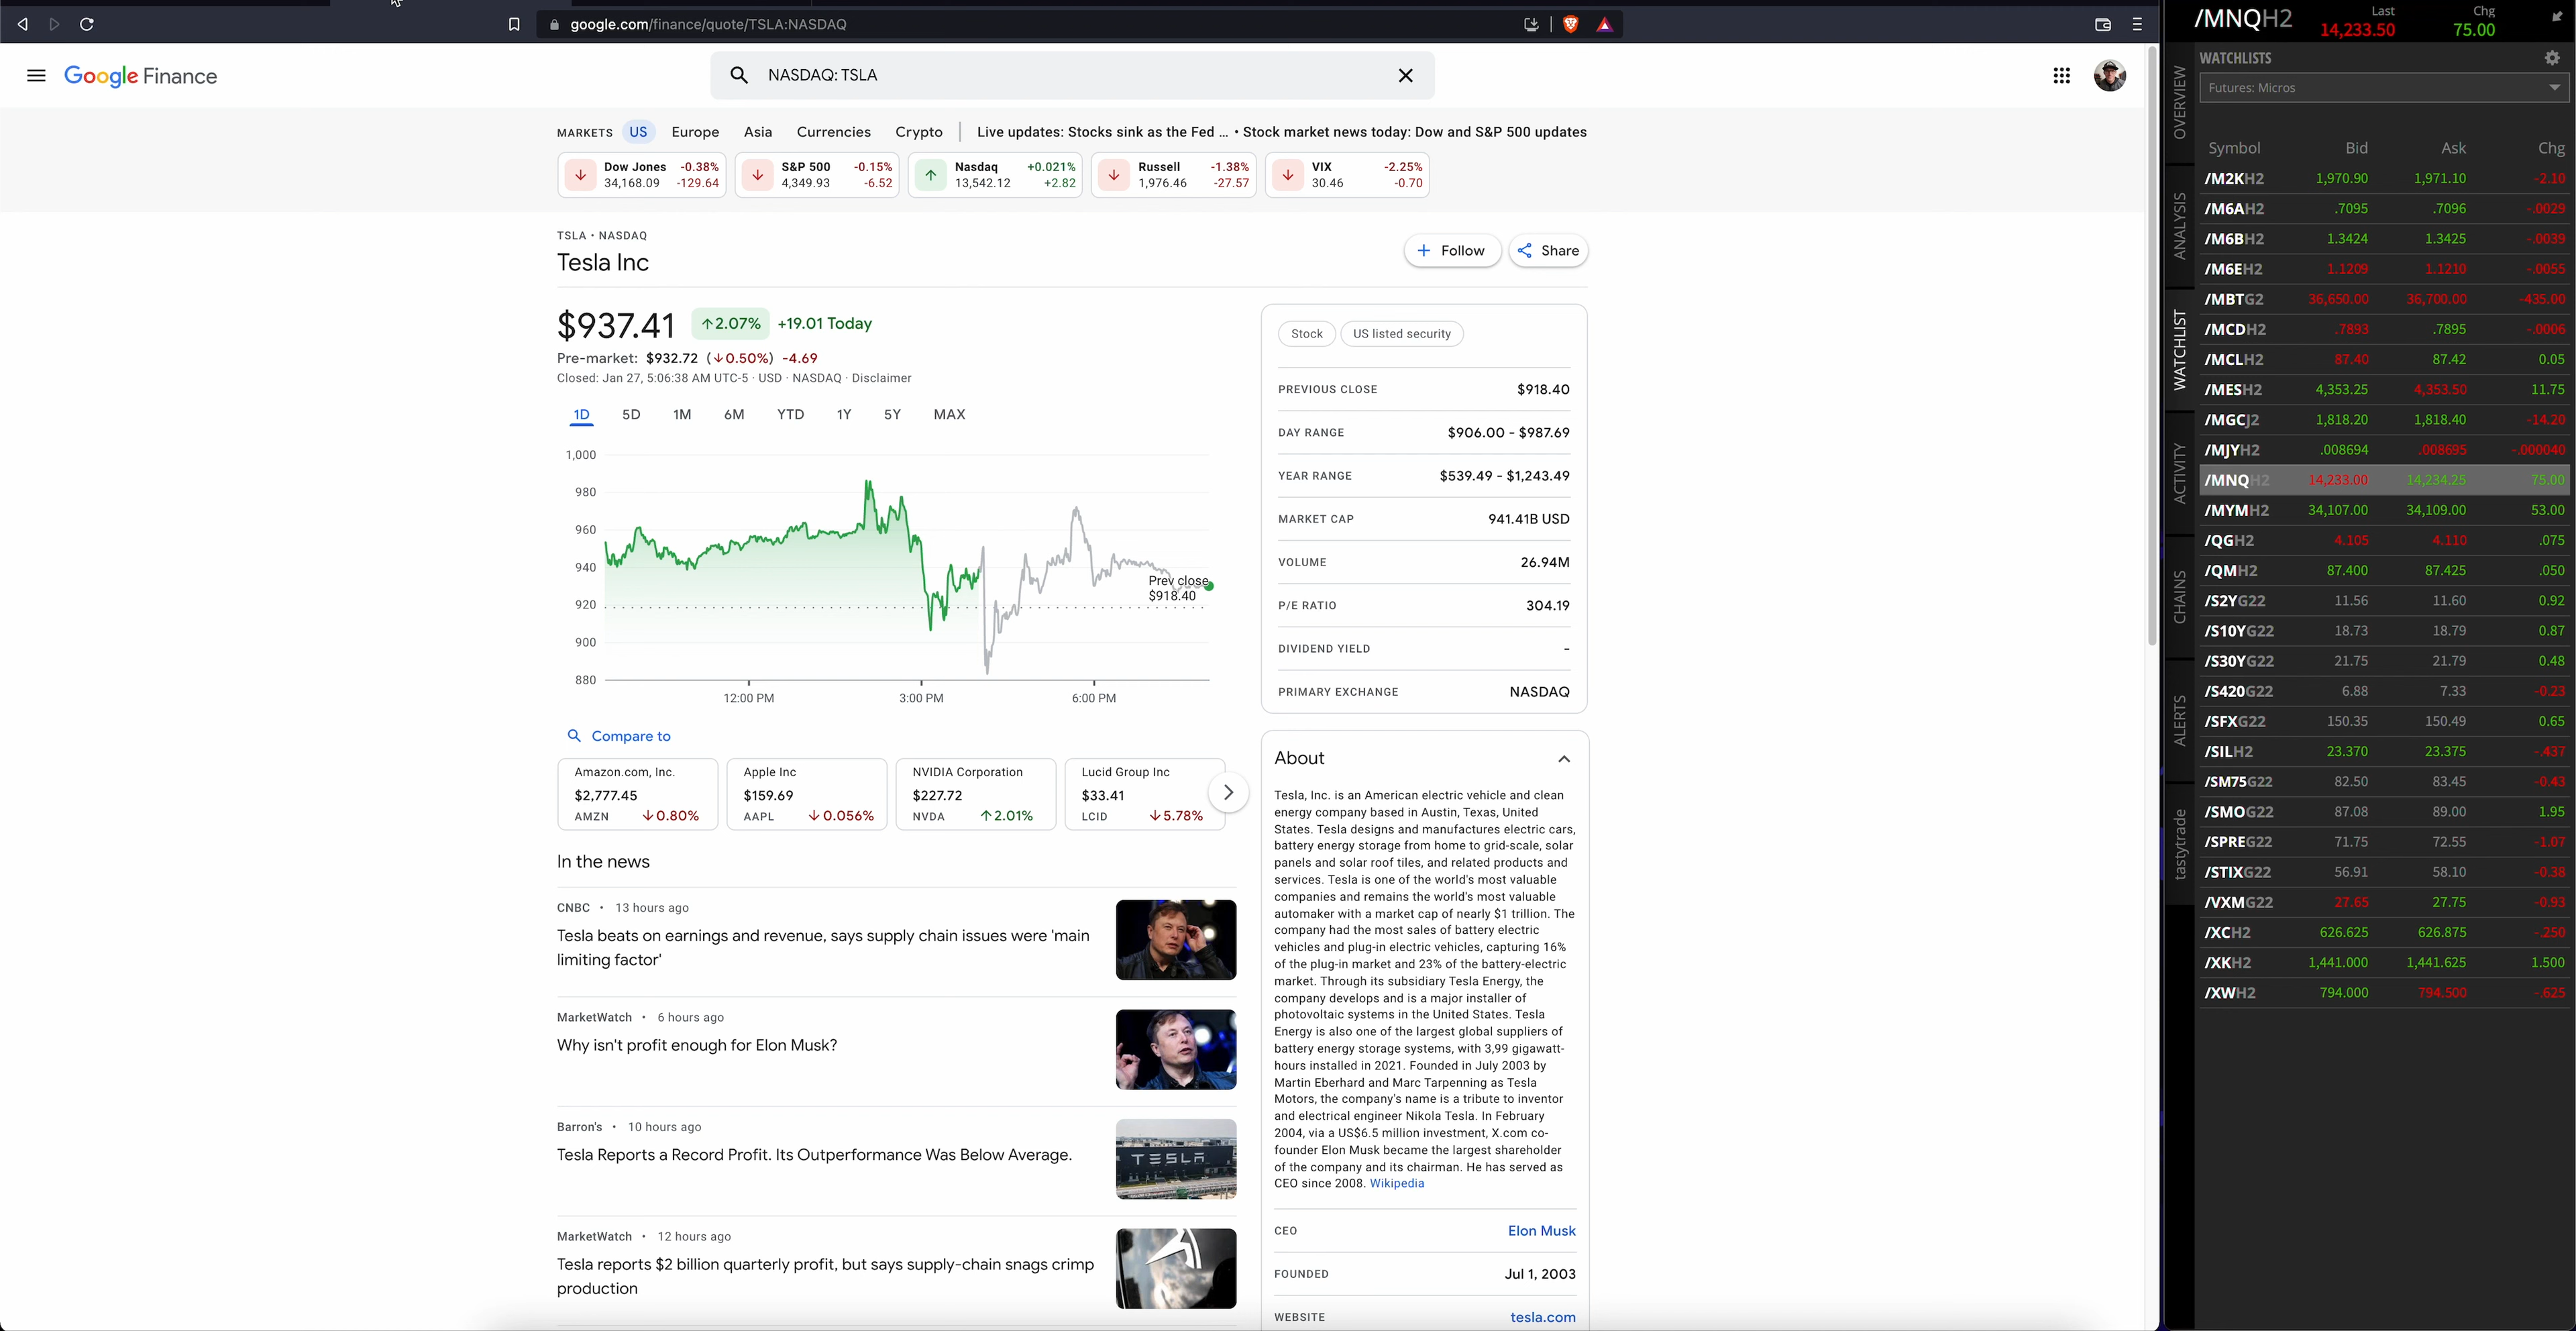 google.com/finance/quote/TSLA:NASDAQ
Google Finance
NASDAQ: TSLA
MARKETS US Europe Asia Currencies Crypto Live updates: Stocks sink as the Fed ... • Stock market news today: Dow and S&P 500 updates
Dow Jones -0.38% S&P 500 -0.15% Nasdaq +0.021% Russell -1.38% VIX -2.25%
34,168.09 -129.64 4,349.93 -6.52 13,542.12 +2.82 1,976.46 -27.57 30.46 -0.70
TSLA • NASDAQ
Tesla Inc
Follow Share
$937.41 ↑2.07% +19.01 Today
Pre-market: $932.72 (↓0.50%) -4.69
Closed: Jan 27, 5:06:38 AM UTC-5 · USD · NASDAQ · Disclaimer
1D 5D 1M 6M YTD 1Y 5Y MAX
1,000
980
960
940
920
900
880
Prev close
$918.40
12:00 PM 3:00 PM 6:00 PM
Compare to
Amazon.com, Inc. Apple Inc NVIDIA Corporation Lucid Group Inc
$2,777.45 $159.69 $227.72 $33.41
AMZN ↓0.80% AAPL ↓0.056% NVDA ↑2.01% LCID ↓5.78%
In the news
CNBC • 13 hours ago
Tesla beats on earnings and revenue, says supply chain issues were 'main
limiting factor'
MarketWatch • 6 hours ago
Why isn't profit enough for Elon Musk?
Barron's • 10 hours ago
Tesla Reports a Record Profit. Its Outperformance Was Below Average.
TESLA
MarketWatch • 12 hours ago
Tesla reports $2 billion quarterly profit, but says supply-chain snags crimp
production
Stock US listed security
PREVIOUS CLOSE $918.40
DAY RANGE $906.00 - $987.69
YEAR RANGE $539.49 - $1,243.49
MARKET CAP 941.41B USD
VOLUME 26.94M
P/E RATIO 304.19
DIVIDEND YIELD -
PRIMARY EXCHANGE NASDAQ
About
Tesla, Inc. is an American electric vehicle and clean
energy company based in Austin, Texas, United
States. Tesla designs and manufactures electric cars,
battery energy storage from home to grid-scale, solar
panels and solar roof tiles, and related products and
services. Tesla is one of the world's most valuable
companies and remains the world's most valuable
automaker with a market cap of nearly $1 trillion. The
company had the most sales of battery electric
vehicles and plug-in electric vehicles, capturing 16%
of the plug-in market and 23% of the battery-electric
market. Through its subsidiary Tesla Energy, the
company develops and is a major installer of
photovoltaic systems in the United States. Tesla
Energy is also one of the largest global suppliers of
battery energy storage systems, with 3,99 gigawatt-
hours installed in 2021. Founded in July 2003 by
Martin Eberhard and Marc Tarpenning as Tesla
Motors, the company's name is a tribute to inventor
and electrical engineer Nikola Tesla. In February
2004, via a US$6.5 million investment, X.com co-
founder Elon Musk became the largest shareholder
of the company and its chairman. He has served as
CEO since 2008. Wikipedia
CEO Elon Musk
FOUNDED Jul 1, 2003
WEBSITE tesla.com
/MNQH2 Last Chg
14,233.50 75.00
OVERVIEW
ANALYSIS
WATCHLIST
ACTIVITY
CHAINS
ALERTS
tastytrade
WATCHLISTS
Futures: Micros
Symbol Bid Ask Chg
/M2KH2 1,970.90 1,971.10 -2.10
/M6AH2 .7095 .7096 -.0029
/M6BH2 1.3424 1.3425 -.0039
/M6EH2 1.1209 1.1210 -.0055
/MBTG2 36,650.00 36,700.00 -435.00
/MCDH2 .7893 .7895 -.0006
/MCLH2 87.40 87.42 0.05
/MESH2 4,353.25 4,353.50 11.75
/MGCJ2 1,818.20 1,818.40 -14.20
/MJYH2 .008694 .008695 -.000040
/MNQH2 14,233.00 14,234.25 75.00
/MYMH2 34,107.00 34,109.00 53.00
/QGH2 4.105 4.110 .075
/QMH2 87.400 87.425 .050
/S2YG22 11.56 11.60 0.92
/S10YG22 18.73 18.79 0.87
/S30YG22 21.75 21.79 0.48
/S420G22 6.88 7.33 -0.23
/SFXG22 150.35 150.49 0.65
/SILH2 23.370 23.375 -.437
/SM75G22 82.50 83.45 -0.43
/SMOG22 87.08 89.00 1.95
/SPREG22 71.75 72.55 -1.07
/STIXG22 56.91 58.10 -0.38
/VXMG22 27.65 27.75 -0.93
/XCH2 626.625 626.875 -.250
/XKH2 1,441.000 1,441.625 1.500
/XWH2 794.000 794.500 -.625